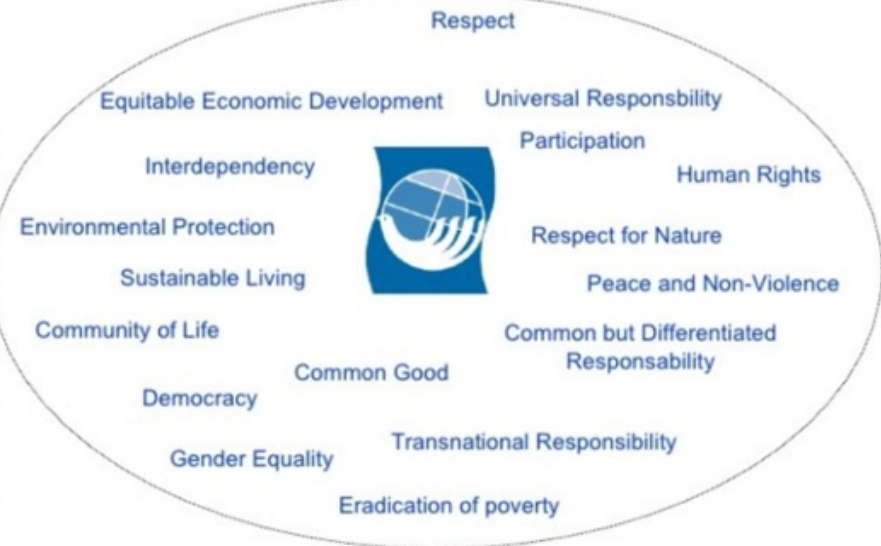 Respect
Equitable Economic Development
Universal Responsbility
Participation
Interdependency
Human Rights
Environmental Protection
Respect for Nature
Sustainable Living
Peace and Non-Violence
Community of Life
Common but Differentiated
Responsability
Common Good
Democracy
Transnational Responsibility
Gender Equality
Eradication of poverty